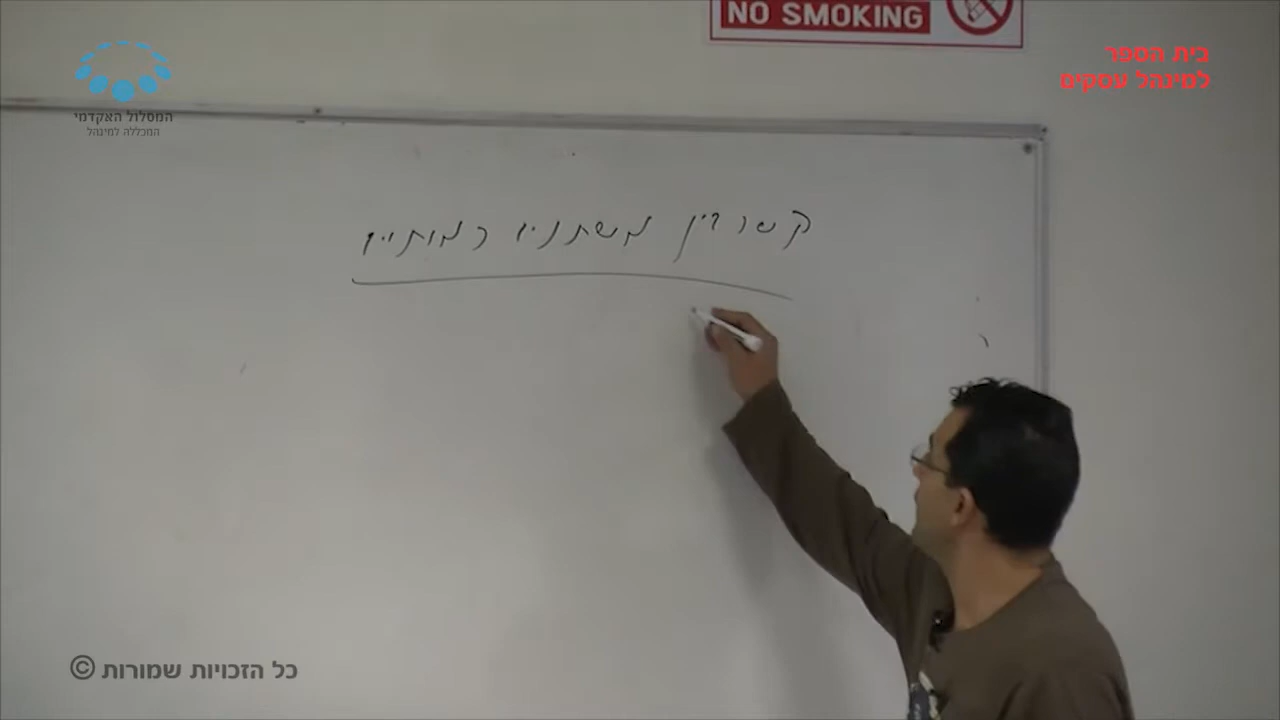 NO SMOKING
בית הספר
למינהל עסקים
המסלול האקדמי
המכללה למינהל
קשר בין משתנים כמותיים
כל הזכויות שמורות ©